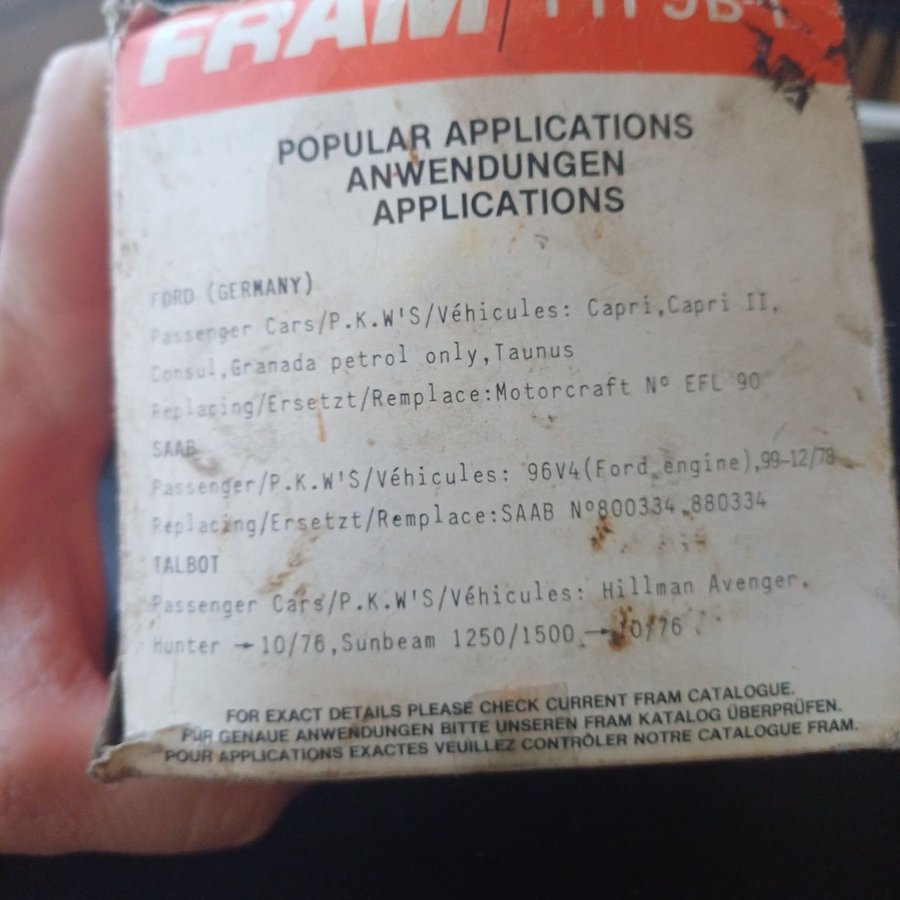 FRAM
POPULAR APPLICATIONS
ANWENDUNGEN
APPLICATIONS
FORD (GERMANY)
Passenger Cars/P.K.W'S/Véhicules: Capri,Capri II,
Consul,Granada petrol only,Taunus
Replacing/Ersetzt/Remplace:Motorcraft Nº EFL 90
SAAB
Passenger/P.K.W'S/Véhicules: 96V4(Ford engine),99-12/78
Replacing/Ersetzt/Remplace:SAAB Nº800334,880334
TALBOT
Passenger Cars/P.K.W'S/Véhicules: Hillman Avenger,
Hunter → 10/76,Sunbeam 1250/1500 → 10/76
FOR EXACT DETAILS PLEASE CHECK CURRENT FRAM CATALOGUE.
FÜR GENAUE ANWENDUNGEN BITTE UNSEREN FRAM KATALOG ÜBERPRÜFEN.
POUR APPLICATIONS EXACTES VEUILLEZ CONTRÔLER NOTRE CATALOGUE FRAM.